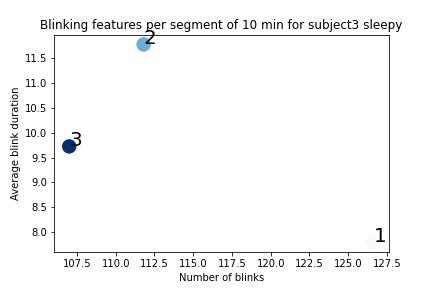 Blinking features per segment of 10 min for subject3 sleepy
2
11.5
11.0
10.5
10.0
3
9.5
9.0
8.5
8.0
1
Average blink duration
107.5 110.0 112.5 115.0 117.5 120.0 122.5 125.0 127.5
Number of blinks